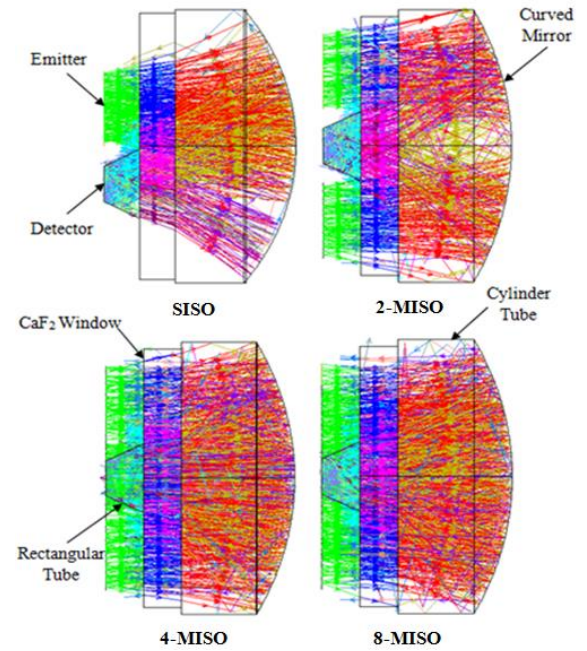 Curved
Mirror
Emitter
Detector
SISO
2-MISO
CaF₂ Window
Cylinder
Tube
Rectangular
Tube
4-MISO
8-MISO